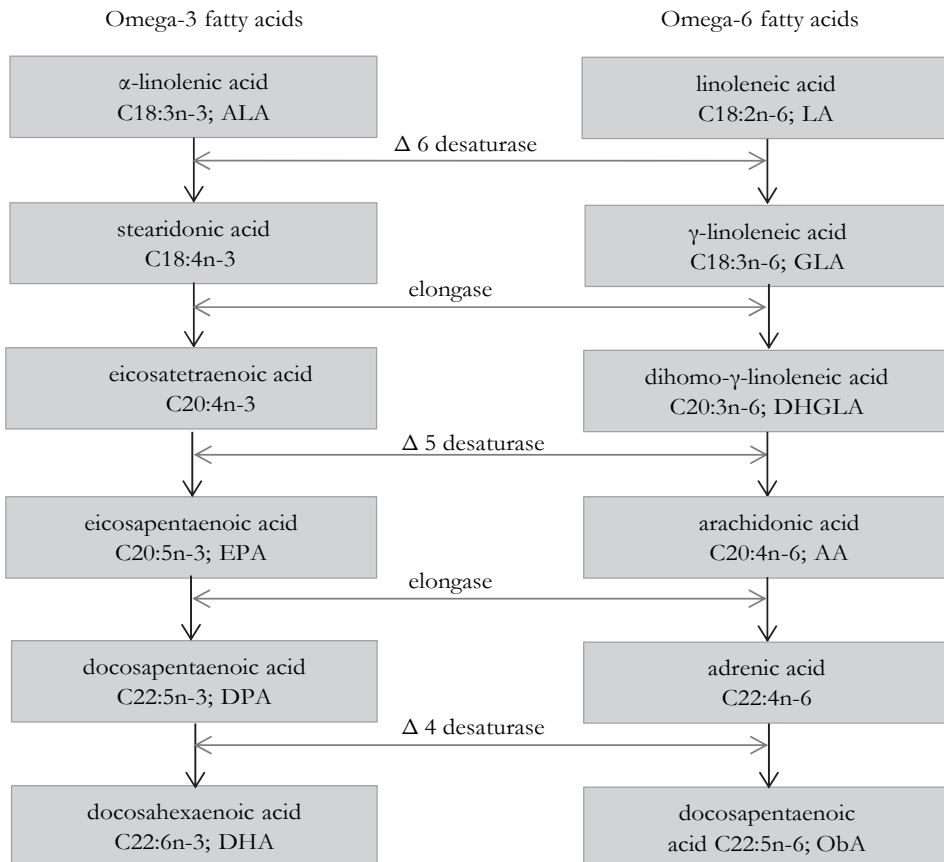 Omega-3 fatty acids
Omega-6 fatty acids
α-linolenic acid
C18:3n-3; ALA
linoleneic acid
C18:2n-6; LA
Δ 6 desaturase
stearidonic acid
C18:4n-3
γ-linoleneic acid
C18:3n-6; GLA
elongase
eicosatetraenoic acid
C20:4n-3
dihomo-γ-linoleneic acid
C20:3n-6; DHGLA
Δ 5 desaturase
eicosapentaenoic acid
C20:5n-3; EPA
arachidonic acid
C20:4n-6; AA
elongase
docosapentaenoic acid
C22:5n-3; DPA
adrenic acid
C22:4n-6
Δ 4 desaturase
docosahexaenoic acid
C22:6n-3; DHA
docosapentaenoic
acid C22:5n-6; ObA